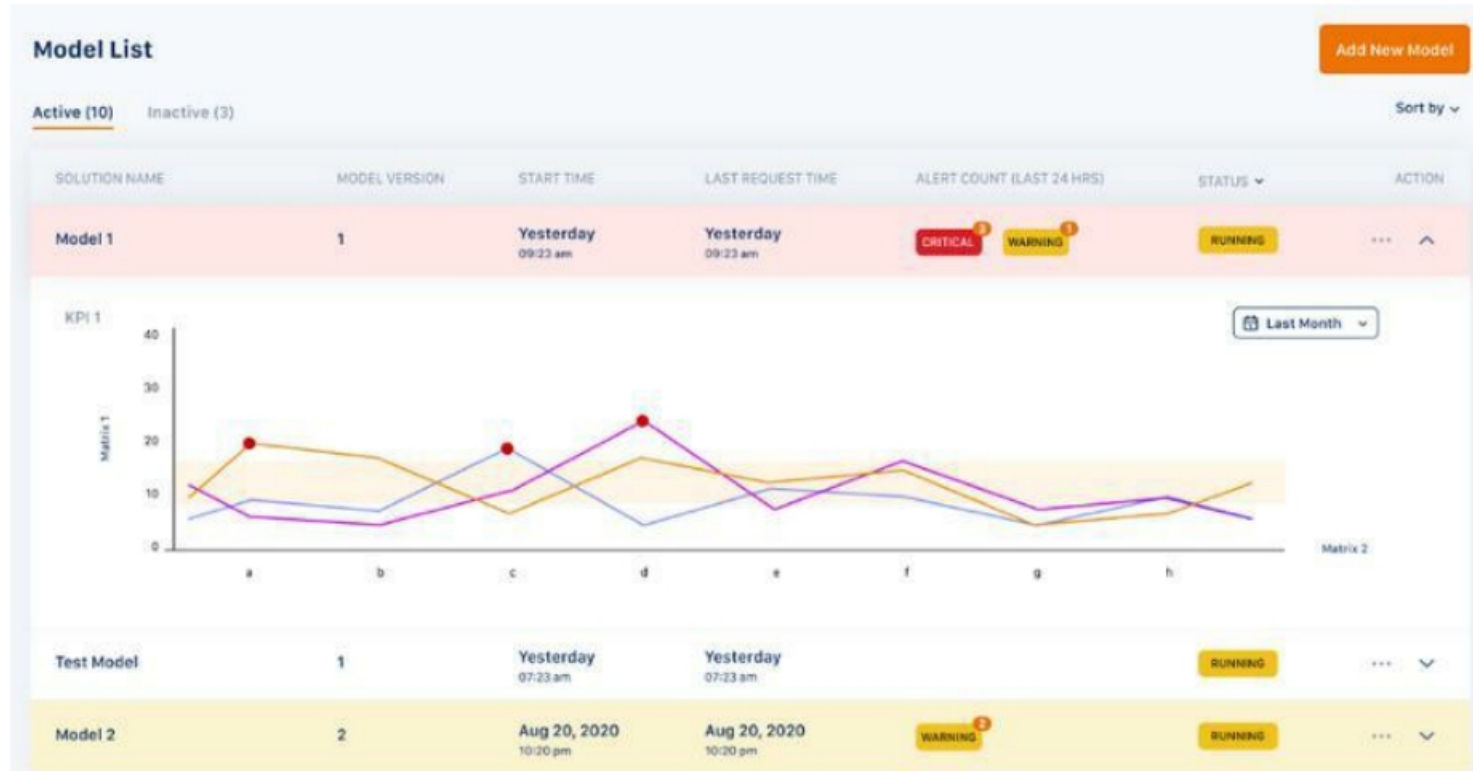 Model List
Add New Model
Active (10) Inactive (3)
Sort by
SOLUTION NAME MODEL VERSION START TIME LAST REQUEST TIME ALERT COUNT (LAST 24 HRS) STATUS ACTION
Model 1 1 Yesterday Yesterday CRITICAL 3 WARNING 1 RUNNING ...
09:23 am 09:23 am
KPI 1
Last Month
40
30
20
10
0
Matrix 1
a b c d e f g h
Matrix 2
Test Model 1 Yesterday Yesterday RUNNING ...
07:23 am 07:23 am
Model 2 2 Aug 20, 2020 Aug 20, 2020 WARNING 2 RUNNING ...
10:20 pm 10:20 pm